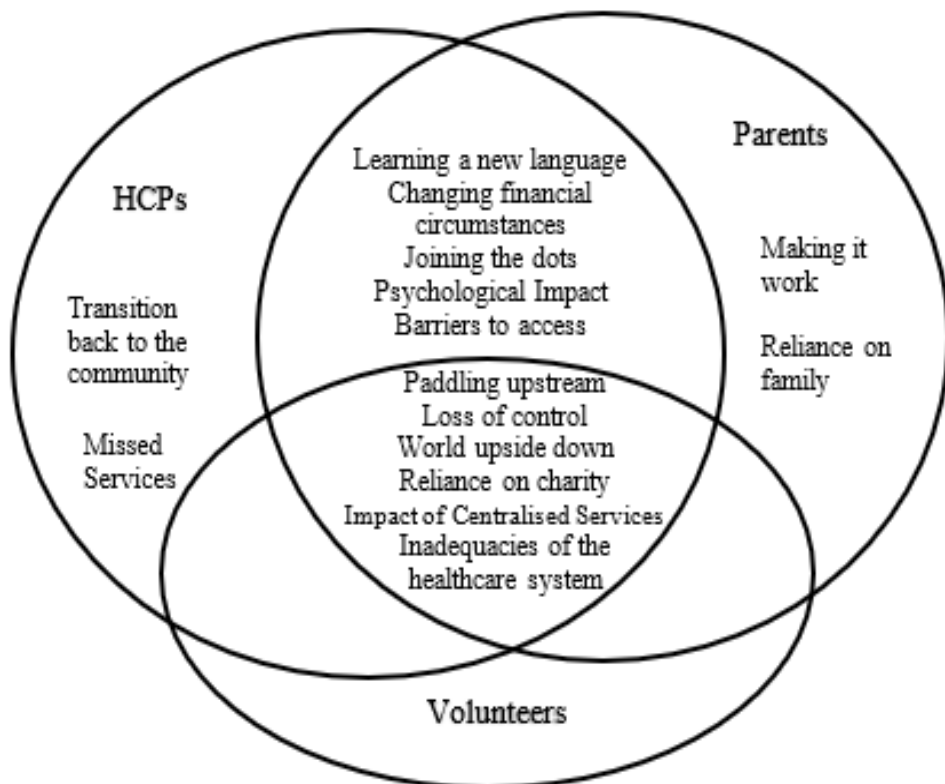 Parents
HCPs
Learning a new language
Changing financial
circumstances
Joining the dots
Psychological Impact
Barriers to access
Making it
work
Reliance on
family
Transition
back to the
community
Missed
Services
Paddling upstream
Loss of control
World upside down
Reliance on charity
Impact of Centralised Services
Inadequacies of the
healthcare system
Volunteers